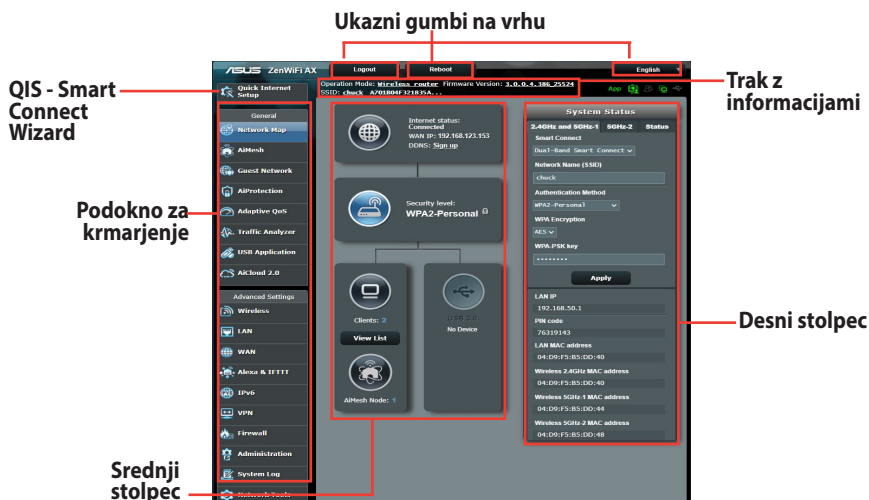 Ukazni gumbi na vrhu
QIS - Smart
Connect
Wizard
Podokno za
krmarjenje
Srednji
stolpec
Trak z
informacijami
Desni stolpec
ASUS ZenWiFi AX
Logout
Reboot
English
Quick Internet
Setup
Operation Mode: Wireless router Firmware Version: 3.0.0.4.386_25524
SSID: chuck A701B04F321B35A...
App
General
Network Map
AiMesh
Guest Network
AiProtection
Adaptive QoS
Traffic Analyzer
USB Application
AiCloud 2.0
Advanced Settings
Wireless
LAN
WAN
Alexa & IFTTT
IPv6
VPN
Firewall
Administration
System Log
Network Tools
Internet status:
Connected
WAN IP: 192.168.123.153
DDNS: Sign up
Security level:
WPA2-Personal
Clients: 2
View List
AiMesh Node: 1
USB 2.0
No Device
System Status
2.4GHz and 5GHz-1 5GHz-2 Status
Smart Connect
Dual-Band Smart Connect
Network Name (SSID)
chuck
Authentication Method
WPA2-Personal
WPA Encryption
AES
WPA-PSK key
••••••••
Apply
LAN IP
192.168.50.1
PIN code
76319143
LAN MAC address
04:D9:F5:B5:DD:40
Wireless 2.4GHz MAC address
04:D9:F5:B5:DD:40
Wireless 5GHz-1 MAC address
04:D9:F5:B5:DD:44
Wireless 5GHz-2 MAC address
04:D9:F5:B5:DD:48